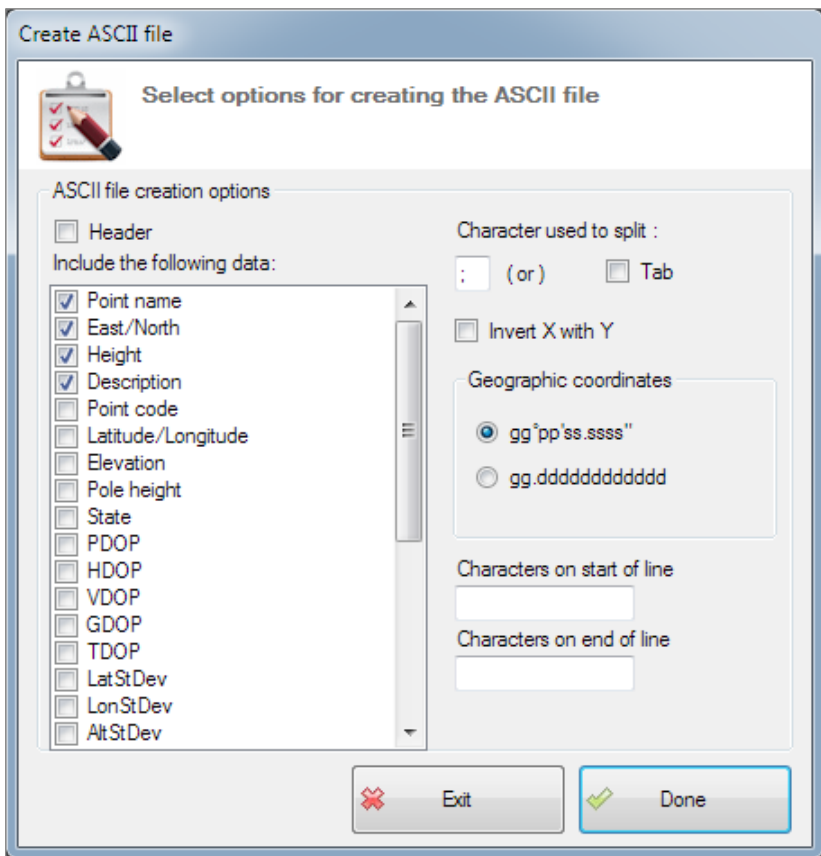 Create ASCII file
Select options for creating the ASCII file
ASCII file creation options
Header
Include the following data:
Point name
East/North
Height
Description
Point code
Latitude/Longitude
Elevation
Pole height
State
PDOP
HDOP
VDOP
GDOP
TDOP
LatStDev
LonStDev
AltStDev
Character used to split :
; ( or ) Tab
Invert X with Y
Geographic coordinates
gg°pp'ss.ssss"
gg.dddddddddddd
Characters on start of line
Characters on end of line
Exit
Done